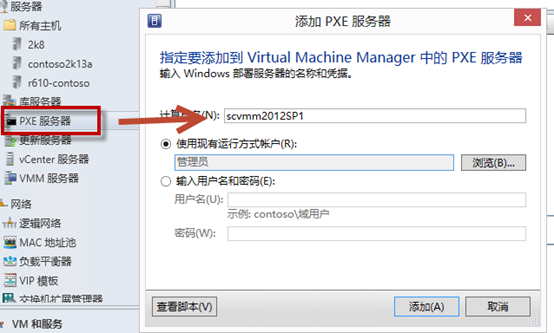 服务器
所有主机
2k8
contoso2k13a
r610-contoso
库服务器
PXE 服务器
更新服务器
vCenter 服务器
VMM 服务器
网络
逻辑网络
MAC 地址池
负载平衡器
VIP 模板
交换机扩展管理器
VM 和服务
添加 PXE 服务器
指定要添加到 Virtual Machine Manager 中的 PXE 服务器
输入 Windows 部署服务器的名称和凭据。
计算机名(N):
scvmm2012SP1
使用现有运行方式帐户(R):
管理员
浏览(B)...
输入用户名和密码(E):
用户名(U):
示例: contoso\域用户
密码(W):
查看脚本(V)
添加(A)
取消